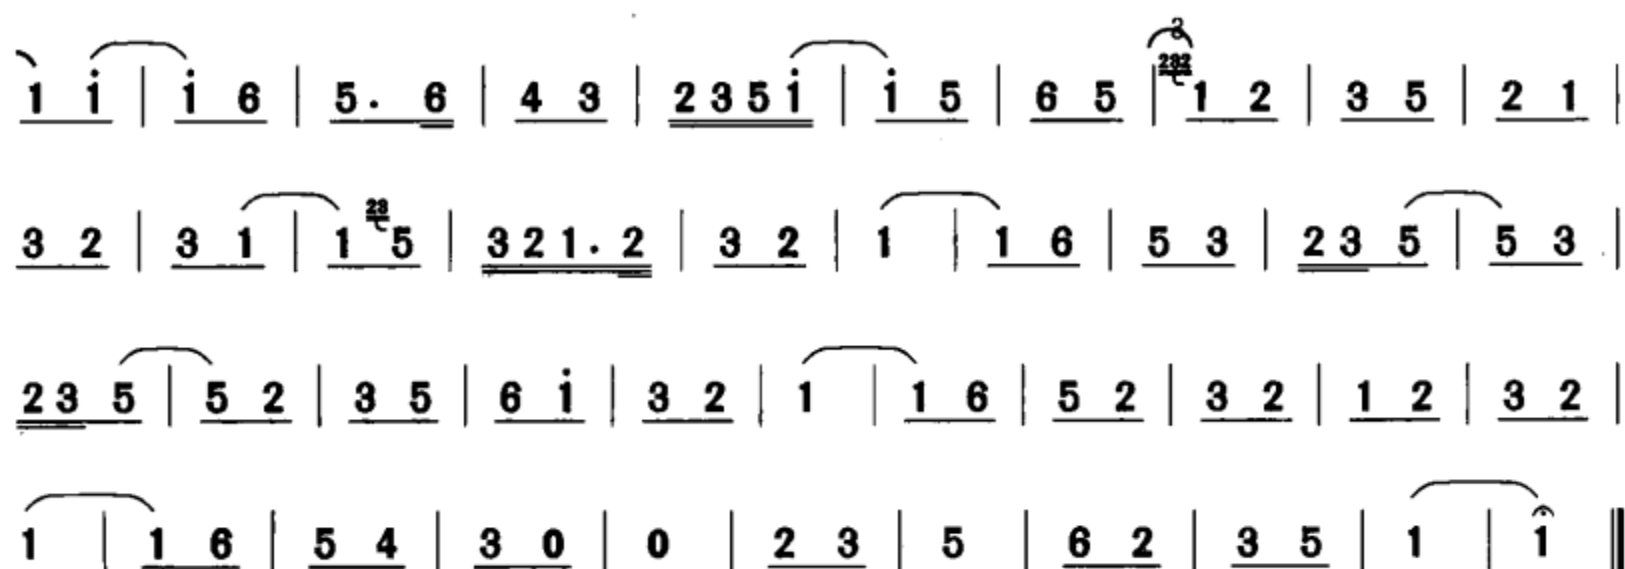 1 i̇ | i̇ 6 | 5. 6 | 4 3 | 2 3 5 i̇ | i̇ 5 | 6 5 | 1 2 | 3 5 | 2 1 |
3 2 | 3 1 | 1 23 5 | 3 2 1. 2 | 3 2 | 1 | 1 6 | 5 3 | 2 3 5 | 5 3 |
2 3 5 | 5 2 | 3 5 | 6 i̇ | 3 2 | 1 | 1 6 | 5 2 | 3 2 | 1 2 | 3 2 |
1 | 1 6 | 5 4 | 3 0 | 0 | 2 3 | 5 | 6 2 | 3 5 | 1 | 1 ‖